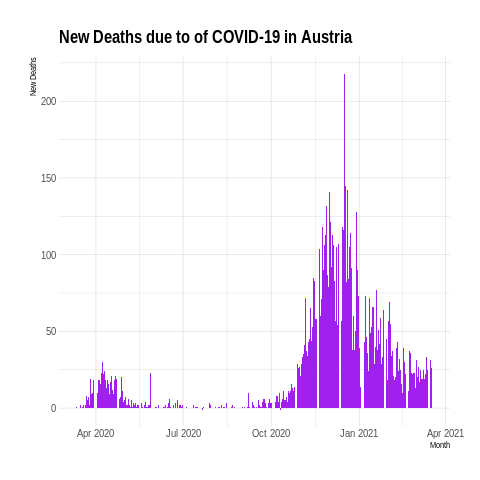 New Deaths due to of COVID-19 in Austria
New Deaths
200
150
100
50
0
Apr 2020 Jul 2020 Oct 2020 Jan 2021 Apr 2021
Month